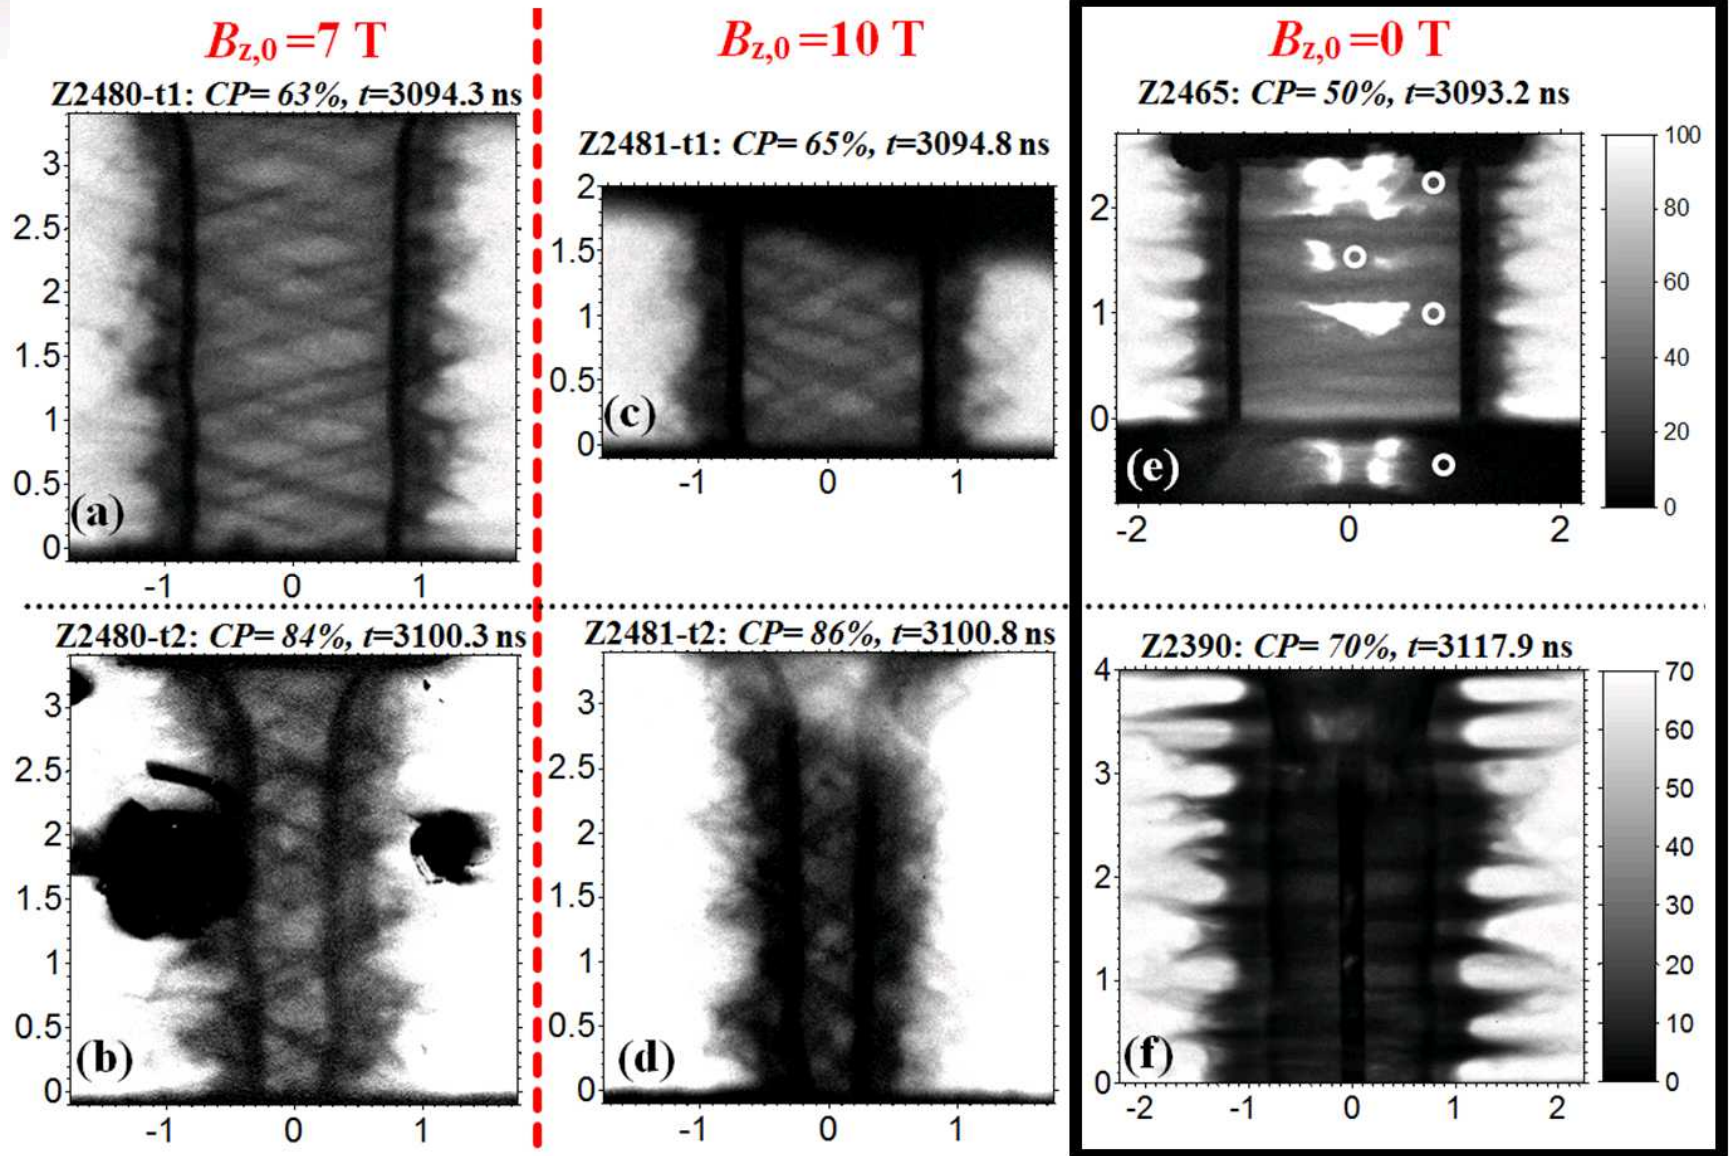 B_z,0 =7 T
B_z,0 =10 T
B_z,0 =0 T
Z2480-t1: CP= 63%, t=3094.3 ns
3
2.5
2
1.5
1
0.5
0
(a)
-1 0 1
Z2481-t1: CP= 65%, t=3094.8 ns
2
1.5
1
0.5
0
(c)
-1 0 1
Z2465: CP= 50%, t=3093.2 ns
2
1
0
(e)
-2 0 2
100
80
60
40
20
0
Z2480-t2: CP= 84%, t=3100.3 ns
3
2.5
2
1.5
1
0.5
0
(b)
-1 0 1
Z2481-t2: CP= 86%, t=3100.8 ns
3
2.5
2
1.5
1
0.5
0
(d)
-1 0 1
Z2390: CP= 70%, t=3117.9 ns
4
3
2
1
0
(f)
-2 -1 0 1 2
70
60
50
40
30
20
10
0